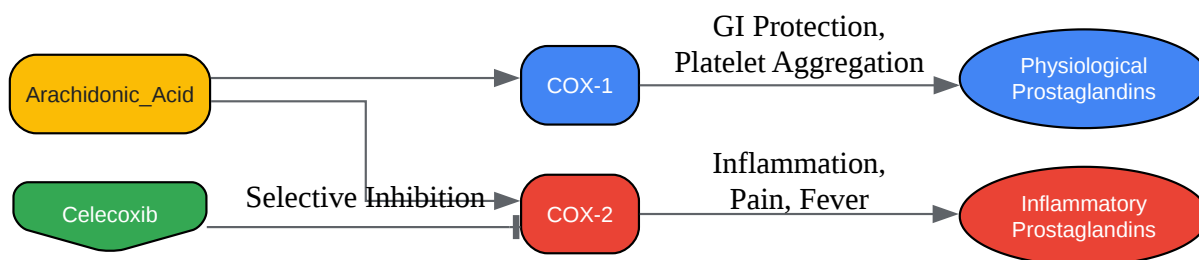 GI Protection,
Platelet Aggregation
Arachidonic_Acid
COX-1
Physiological
Prostaglandins
Inflammation,
Pain, Fever
Celecoxib
Selective Inhibition
COX-2
Inflammatory
Prostaglandins